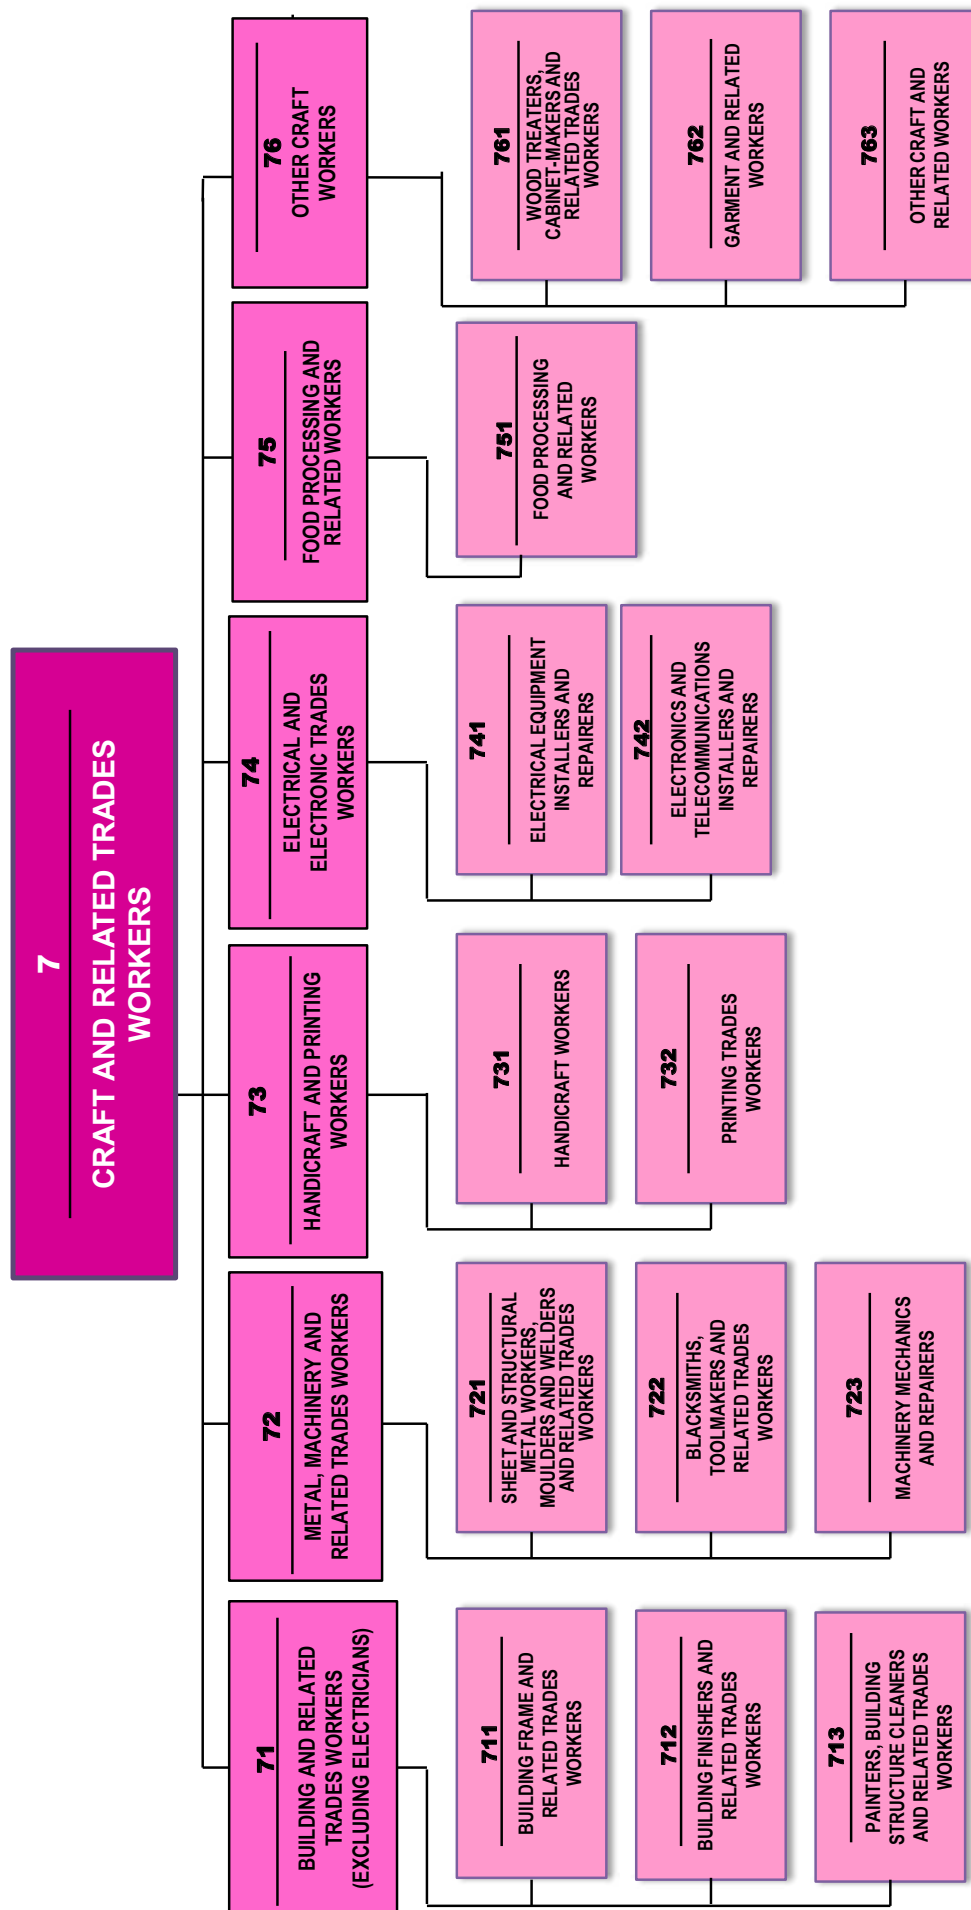 7
CRAFT AND RELATED TRADES
WORKERS
71
BUILDING AND RELATED
TRADES WORKERS
(EXCLUDING ELECTRICIANS)
72
METAL, MACHINERY AND
RELATED TRADES WORKERS
73
HANDICRAFT AND PRINTING
WORKERS
74
ELECTRICAL AND
ELECTRONIC TRADES
WORKERS
75
FOOD PROCESSING AND
RELATED WORKERS
76
OTHER CRAFT
WORKERS
711
BUILDING FRAME AND
RELATED TRADES
WORKERS
712
BUILDING FINISHERS AND
RELATED TRADES
WORKERS
713
PAINTERS, BUILDING
STRUCTURE CLEANERS
AND RELATED TRADES
WORKERS
721
SHEET AND STRUCTURAL
METAL WORKERS,
MOULDERS AND WELDERS
AND RELATED TRADES
WORKERS
722
BLACKSMITHS,
TOOLMAKERS AND
RELATED TRADES
WORKERS
723
MACHINERY MECHANICS
AND REPAIRERS
731
HANDICRAFT WORKERS
732
PRINTING TRADES
WORKERS
741
ELECTRICAL EQUIPMENT
INSTALLERS AND
REPAIRERS
742
ELECTRONICS AND
TELECOMMUNICATIONS
INSTALLERS AND
REPAIRERS
751
FOOD PROCESSING
AND RELATED
WORKERS
761
WOOD TREATERS,
CABINET-MAKERS AND
RELATED TRADES
WORKERS
762
GARMENT AND RELATED
WORKERS
763
OTHER CRAFT AND
RELATED WORKERS